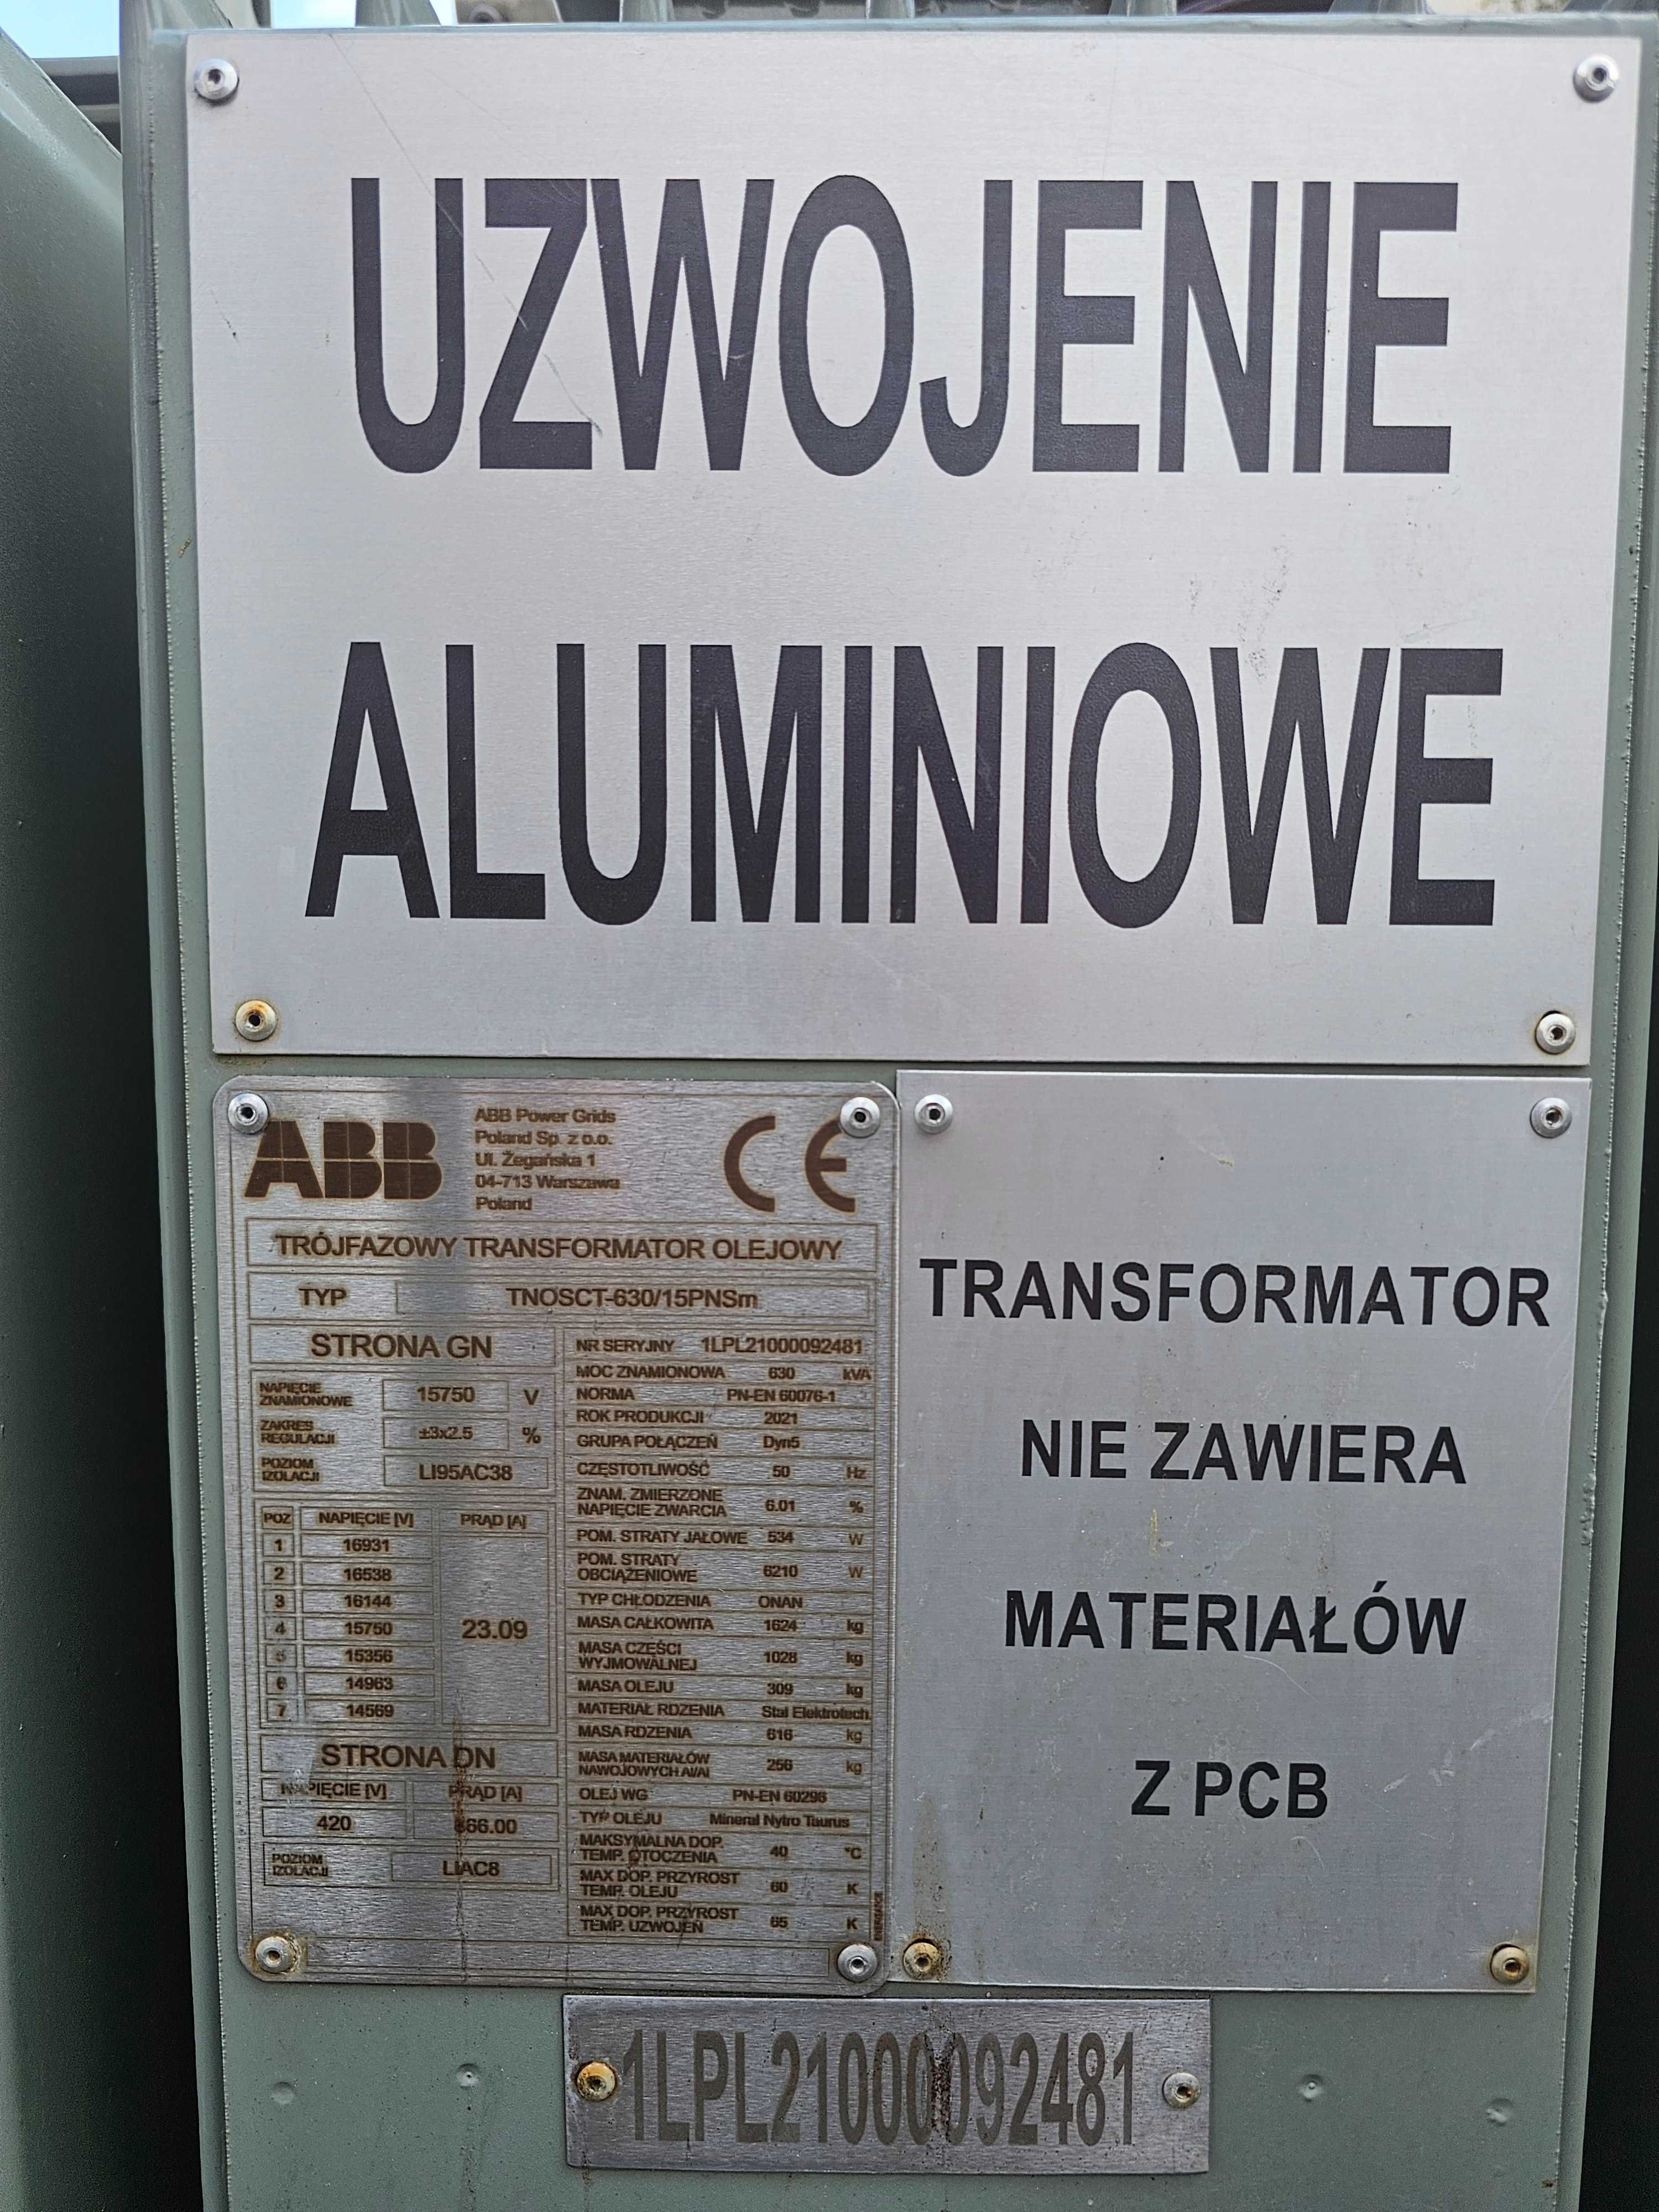 UZWOJENIE
ALUMINIOWE
ABB
ABB Power Grids
Poland Sp. z o.o.
Ul. Żegańska 1
04-713 Warszawa
Poland
CE
TRÓJFAZOWY TRANSFORMATOR OLEJOWY
TYP TNOSCT-630/15PNSm
STRONA GN
NAPIĘCIE
ZNAMIONOWE 15750 V
ZAKRES
REGULACJI ±3x2.5 %
POZIOM
IZOLACJI LI95AC38
POZ NAPIĘCIE [V] PRĄD [A]
1 16931
2 16538
3 16144
4 15750 23.09
5 15356
6 14963
7 14569
STRONA DN
NAPIĘCIE [V] PRĄD [A]
420 866.00
POZIOM
IZOLACJI LIAC8
NR SERYJNY 1LPL21000092481
MOC ZNAMIONOWA 630 kVA
NORMA PN-EN 60076-1
ROK PRODUKCJI 2021
GRUPA POŁĄCZEŃ Dyn5
CZĘSTOTLIWOŚĆ 50 Hz
ZNAM. ZMIERZONE
NAPIĘCIE ZWARCIA 6.01 %
POM. STRATY JAŁOWE 534 W
POM. STRATY
OBCIĄŻENIOWE 6210 W
TYP CHŁODZENIA ONAN
MASA CAŁKOWITA 1624 kg
MASA CZĘŚCI
WYJMOWALNEJ 1028 kg
MASA OLEJU 309 kg
MATERIAŁ RDZENIA Stal Elektrotech.
MASA RDZENIA 616 kg
MASA MATERIAŁÓW
NAWOJOWYCH Al/Al 256 kg
OLEJ WG PN-EN 60296
TYP OLEJU Mineral Nytro Taurus
MAKSYMALNA DOP.
TEMP. OTOCZENIA 40 °C
MAX DOP. PRZYROST
TEMP. OLEJU 60 K
MAX DOP. PRZYROST
TEMP. UZWOJEŃ 65 K
TRANSFORMATOR
NIE ZAWIERA
MATERIAŁÓW
Z PCB
1LPL21000092481